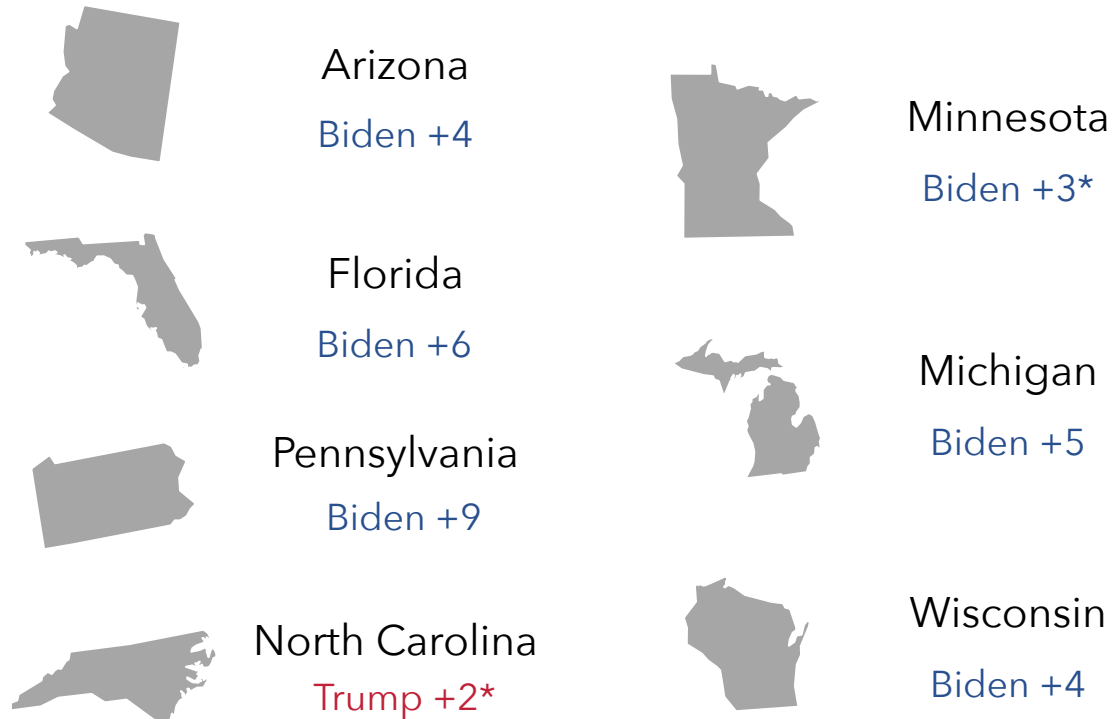 Arizona
Biden +4
Florida
Biden +6
Pennsylvania
Biden +9
North Carolina
Trump +2*
Minnesota
Biden +3*
Michigan
Biden +5
Wisconsin
Biden +4